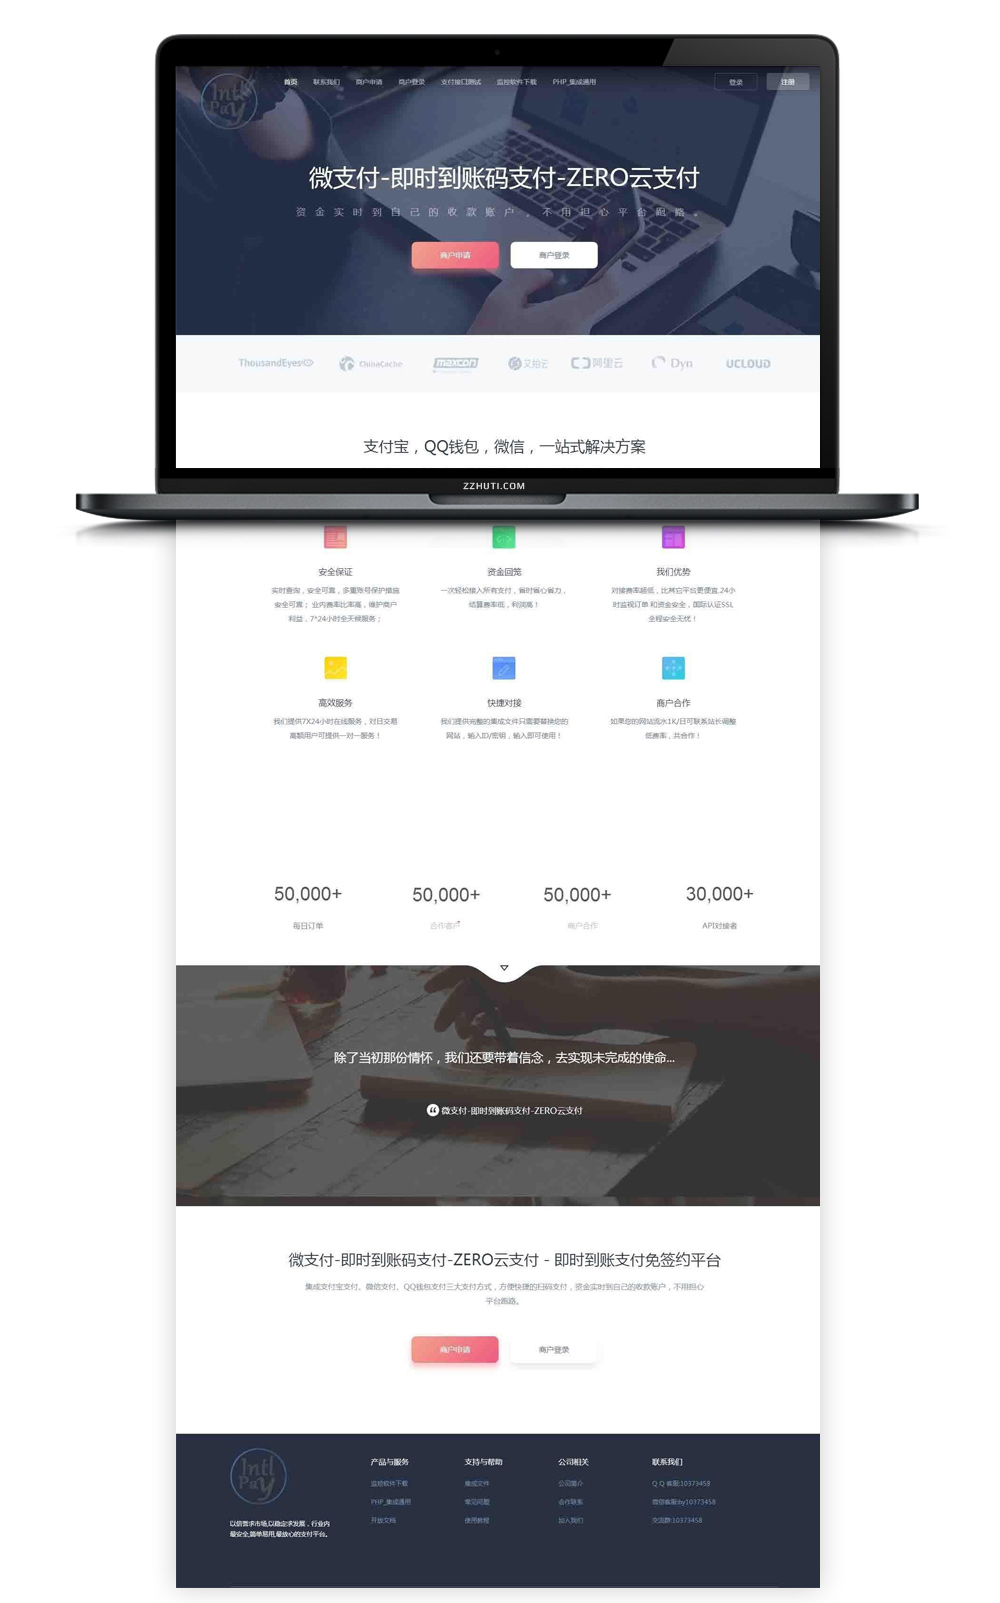 Intl
Pay
首页 联系我们 商户申请 商户登录 支付接口测试 监控软件下载 PHP_集成通用 登录 注册
微支付-即时到账码支付-ZERO云支付
资金实时到自己的收款账户，不用担心平台跑路。
商户申请 商户登录
ThousandEyes ChinaCache maxcon 又拍云 阿里云 Dyn UCLOUD
支付宝，QQ钱包，微信，一站式解决方案
ZZHUTI.COM
安全保证 资金回笼 我们优势
实时查询，安全可靠，多重账号保护措施 一次轻松接入所有支付，省时省心省力， 对接费率超低，比其它平台更便宜.24小
安全可靠； 业内费率比率高，维护商户 结算费率低，利润高！ 时监视订单 和资金安全，国际认证SSL
利益，7*24小时全天候服务； 全程安全无忧！
高效服务 快捷对接 商户合作
我们提供7X24小时在线服务，对日交易 我们提供完整的集成文件只需要替换您的 如果您的网站流水1K/日可联系站长调整
高额用户可提供一对一服务！ 网站，输入ID/密钥，输入即可使用！ 低费率，共合作！
50,000+ 50,000+ 50,000+ 30,000+
每日订单 合作客户 商户合作 API对接者
除了当初那份情怀，我们还要带着信念，去实现未完成的使命...
微支付-即时到账码支付-ZERO云支付
微支付-即时到账码支付-ZERO云支付 - 即时到账支付免签约平台
集成支付宝支付、微信支付、QQ钱包支付三大支付方式，方便快捷的扫码支付，资金实时到自己的收款账户，不用担心
平台跑路。
商户申请 商户登录
Intl
Pay
产品与服务 支持与帮助 公司相关 联系我们
监控软件下载 集成文件 公司简介 Q Q 客服:10373458
PHP_集成通用 常见问题 合作联系 微信客服:hy10373458
开放文档 使用教程 加入我们 交流群:10373458
以信誉求市场,以稳定求发展，行业内
最安全,简单易用,最放心的支付平台。